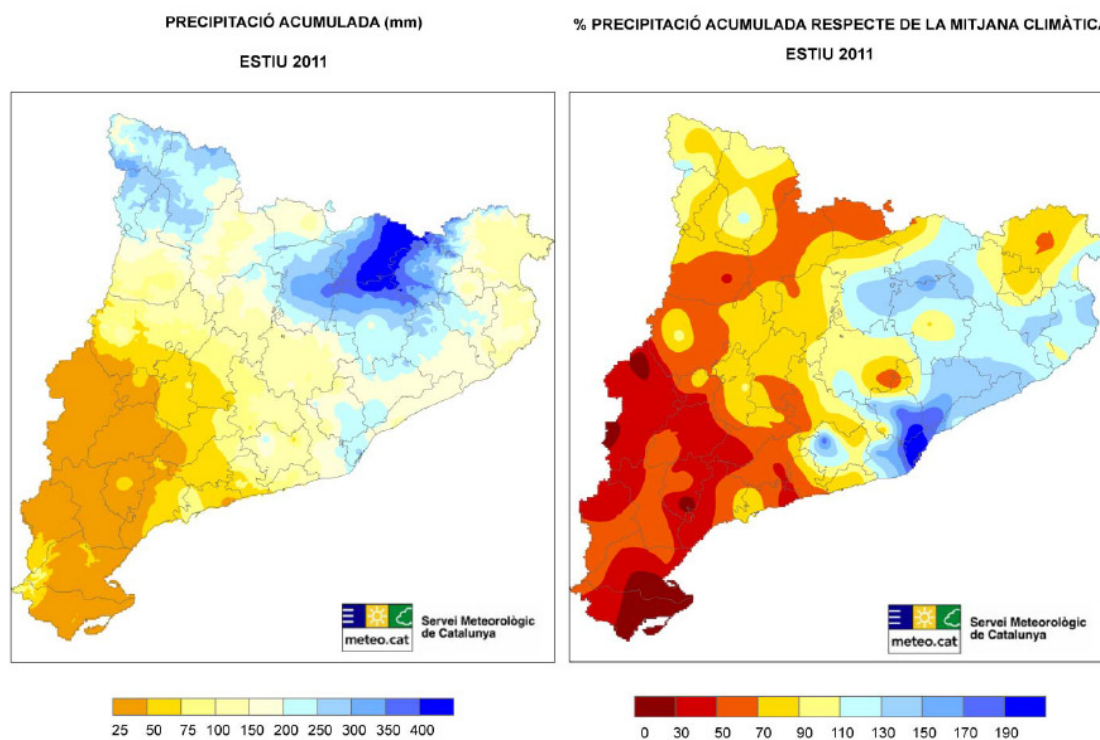 PRECIPITACIÓ ACUMULADA (mm)
ESTIU 2011
% PRECIPITACIÓ ACUMULADA RESPECTE DE LA MITJANA CLIMÀTICA
ESTIU 2011
meteo.cat
Servei Meteorològic
de Catalunya
meteo.cat
Servei Meteorològic
de Catalunya
25 50 75 100 150 200 250 300 350 400
0 30 50 70 90 110 130 150 170 190